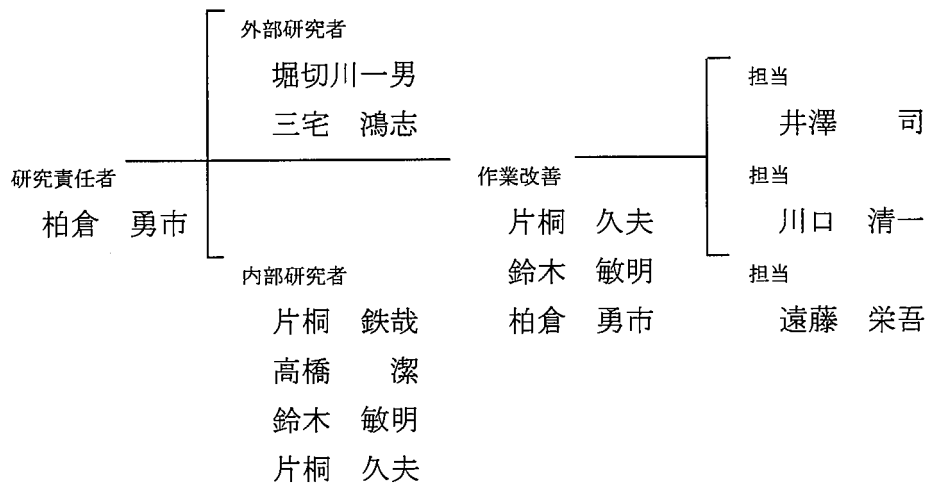 研究責任者
柏倉 勇市
外部研究者
堀切川一男
三宅 鴻志
内部研究者
片桐 鉄哉
高橋 潔
鈴木 敏明
片桐 久夫
作業改善
片桐 久夫
鈴木 敏明
柏倉 勇市
担当
井澤 司
担当
川口 清一
担当
遠藤 栄吾